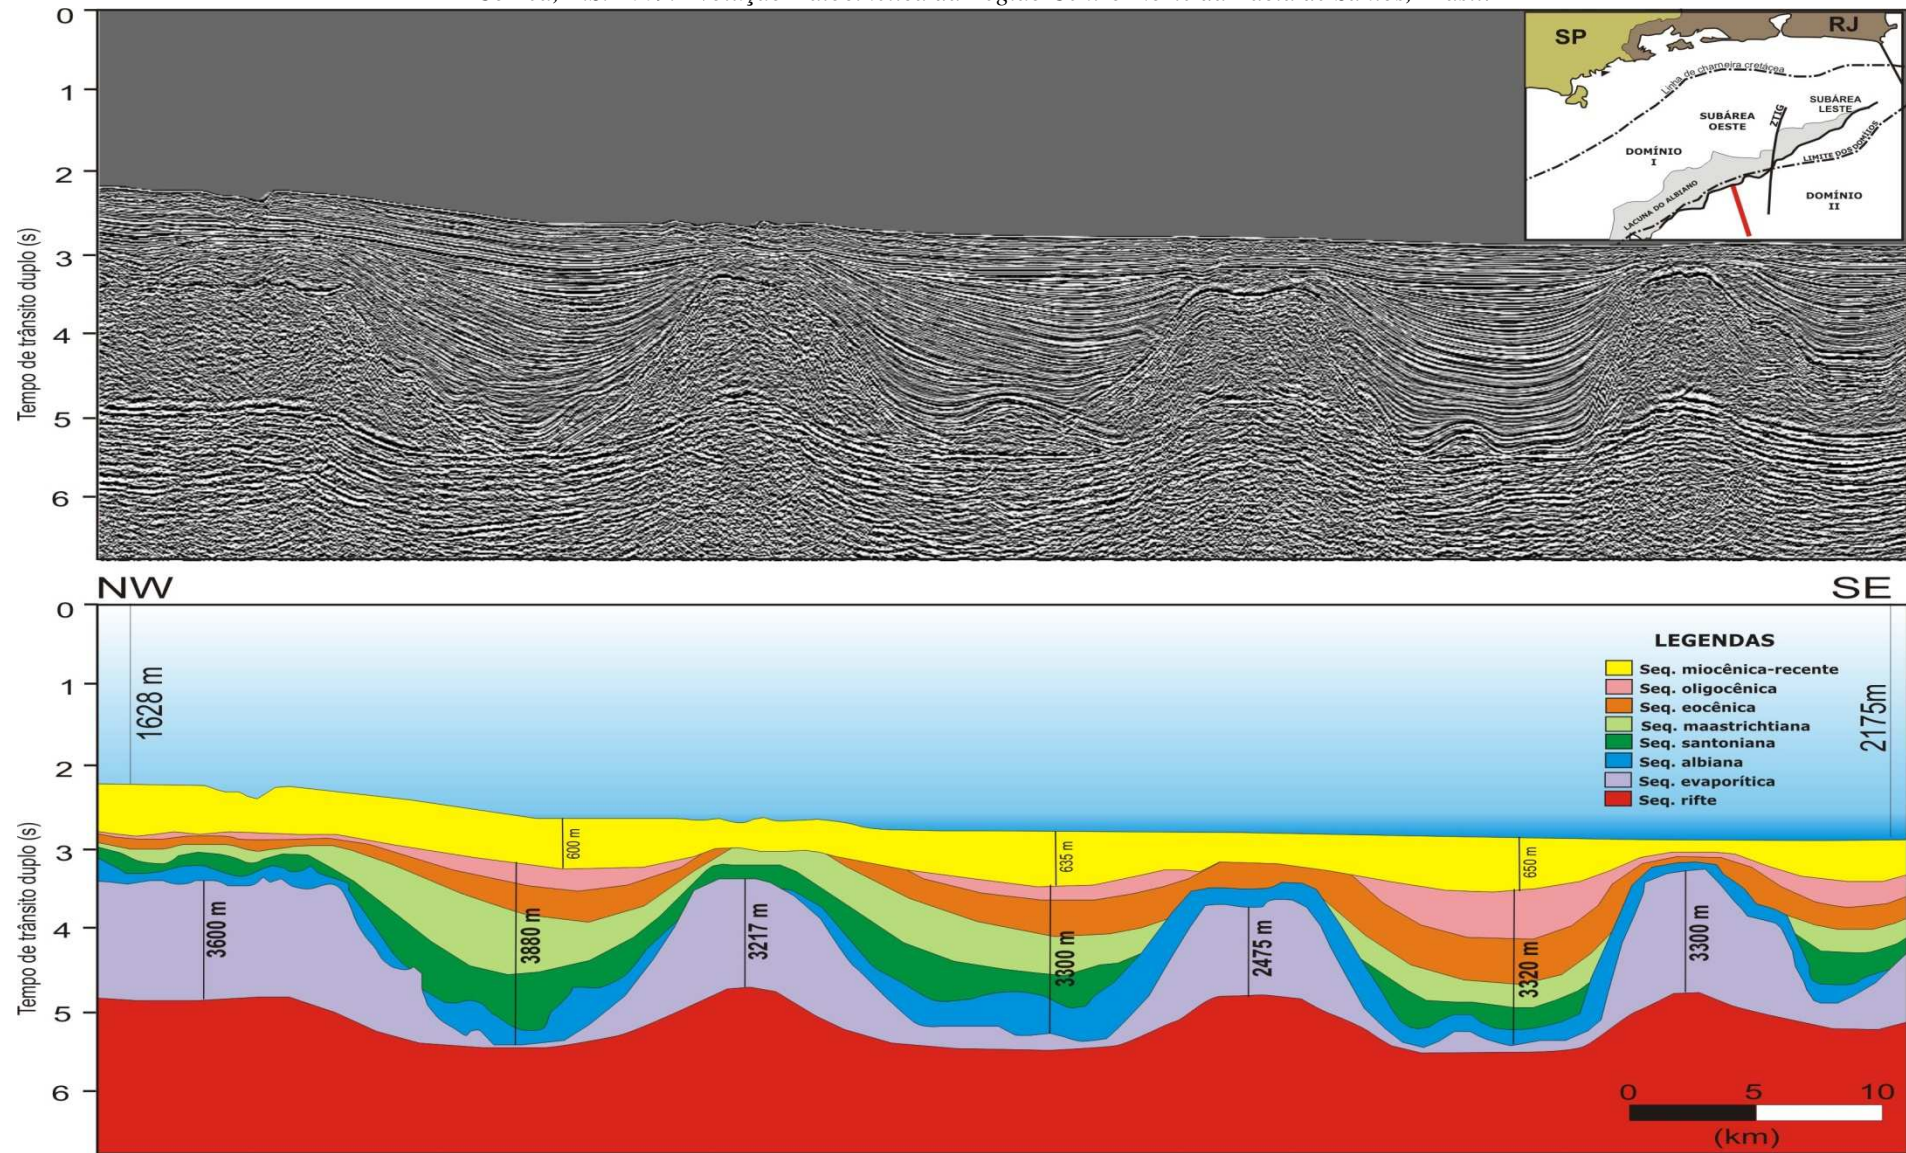 0
SP
RJ
Linha de charneira cretácea
1
SUBÁREA
LESTE
ZTIG
SUBÁREA
OESTE
DOMÍNIO
I
LIMITE DOS DOMÍNIOS
2
LACUNA DO ALBIANO
DOMÍNIO
II
Tempo de trânsito duplo (s)
3
4
5
6
NW
SE
0
LEGENDAS
Seq. miocênica-recente
Seq. oligocênica
Seq. eocênica
Seq. maastrichtiana
Seq. santoniana
Seq. albiana
Seq. evaporítica
Seq. rifte
1
1628 m
2175m
2
Tempo de trânsito duplo (s)
3
600 m
635 m
650 m
4
3600 m
3880 m
3217 m
3300 m
2475 m
3320 m
3300 m
5
6
0 5 10
(km)